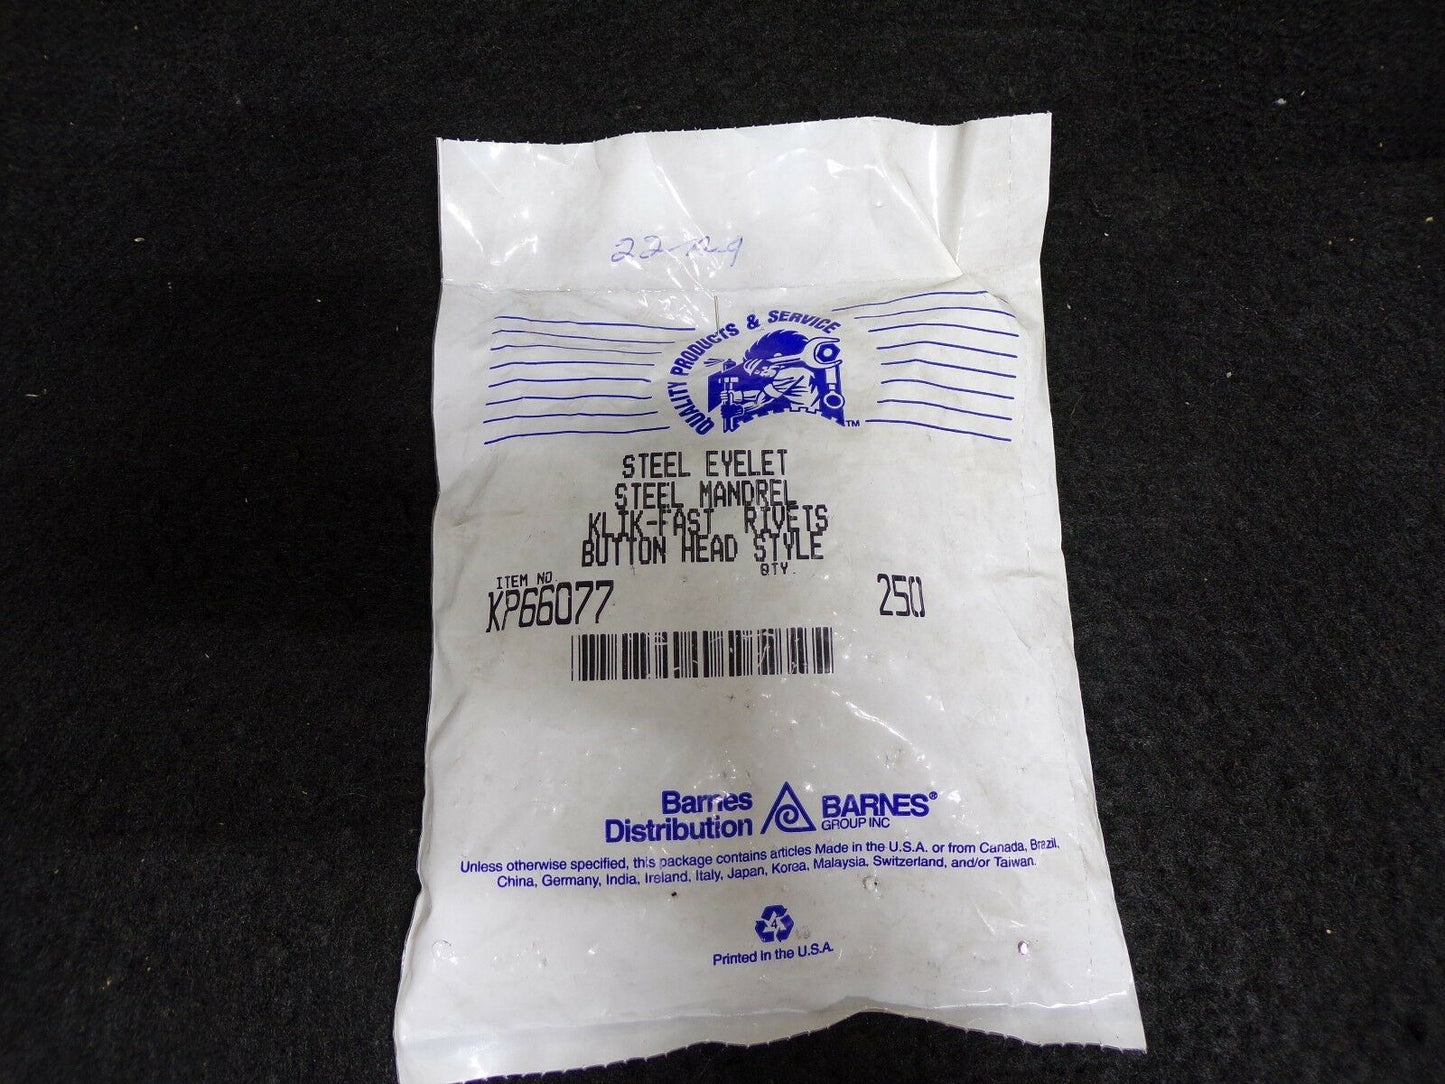 QUALITY PRODUCTS & SERVICE
TM
STEEL EYELET
STEEL MANDREL
KLIK-FAST RIVETS
BUTTON HEAD STYLE
ITEM NO. QTY.
KP66077 250
Barnes
Distribution
BARNES®
GROUP INC
Unless otherwise specified, this package contains articles Made in the U.S.A. or from Canada, Brazil,
China, Germany, India, Ireland, Italy, Japan, Korea, Malaysia, Switzerland, and/or Taiwan.
4
Printed in the U.S.A.